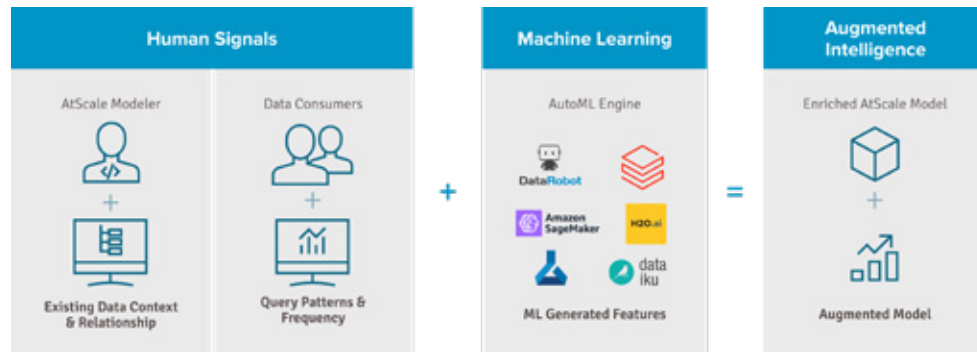 Human Signals
AtScale Modeler
</>
+
Existing Data Context
& Relationship
Data Consumers
+
Query Patterns &
Frequency
+
Machine Learning
AutoML Engine
DataRobot
Amazon
SageMaker
H2O.ai
data
iku
ML Generated Features
=
Augmented
Intelligence
Enriched AtScale Model
+
Augmented Model